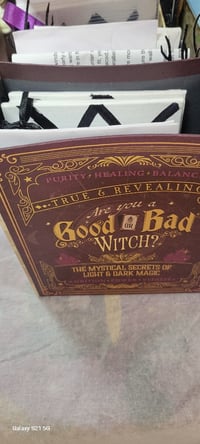 PURITY • HEALING • BALANCE
TRUE & REVEALING
Are you a
Good OR Bad
WITCH?
THE MYSTICAL SECRETS OF
LIGHT & DARK MAGIC
Galaxy S21 5G